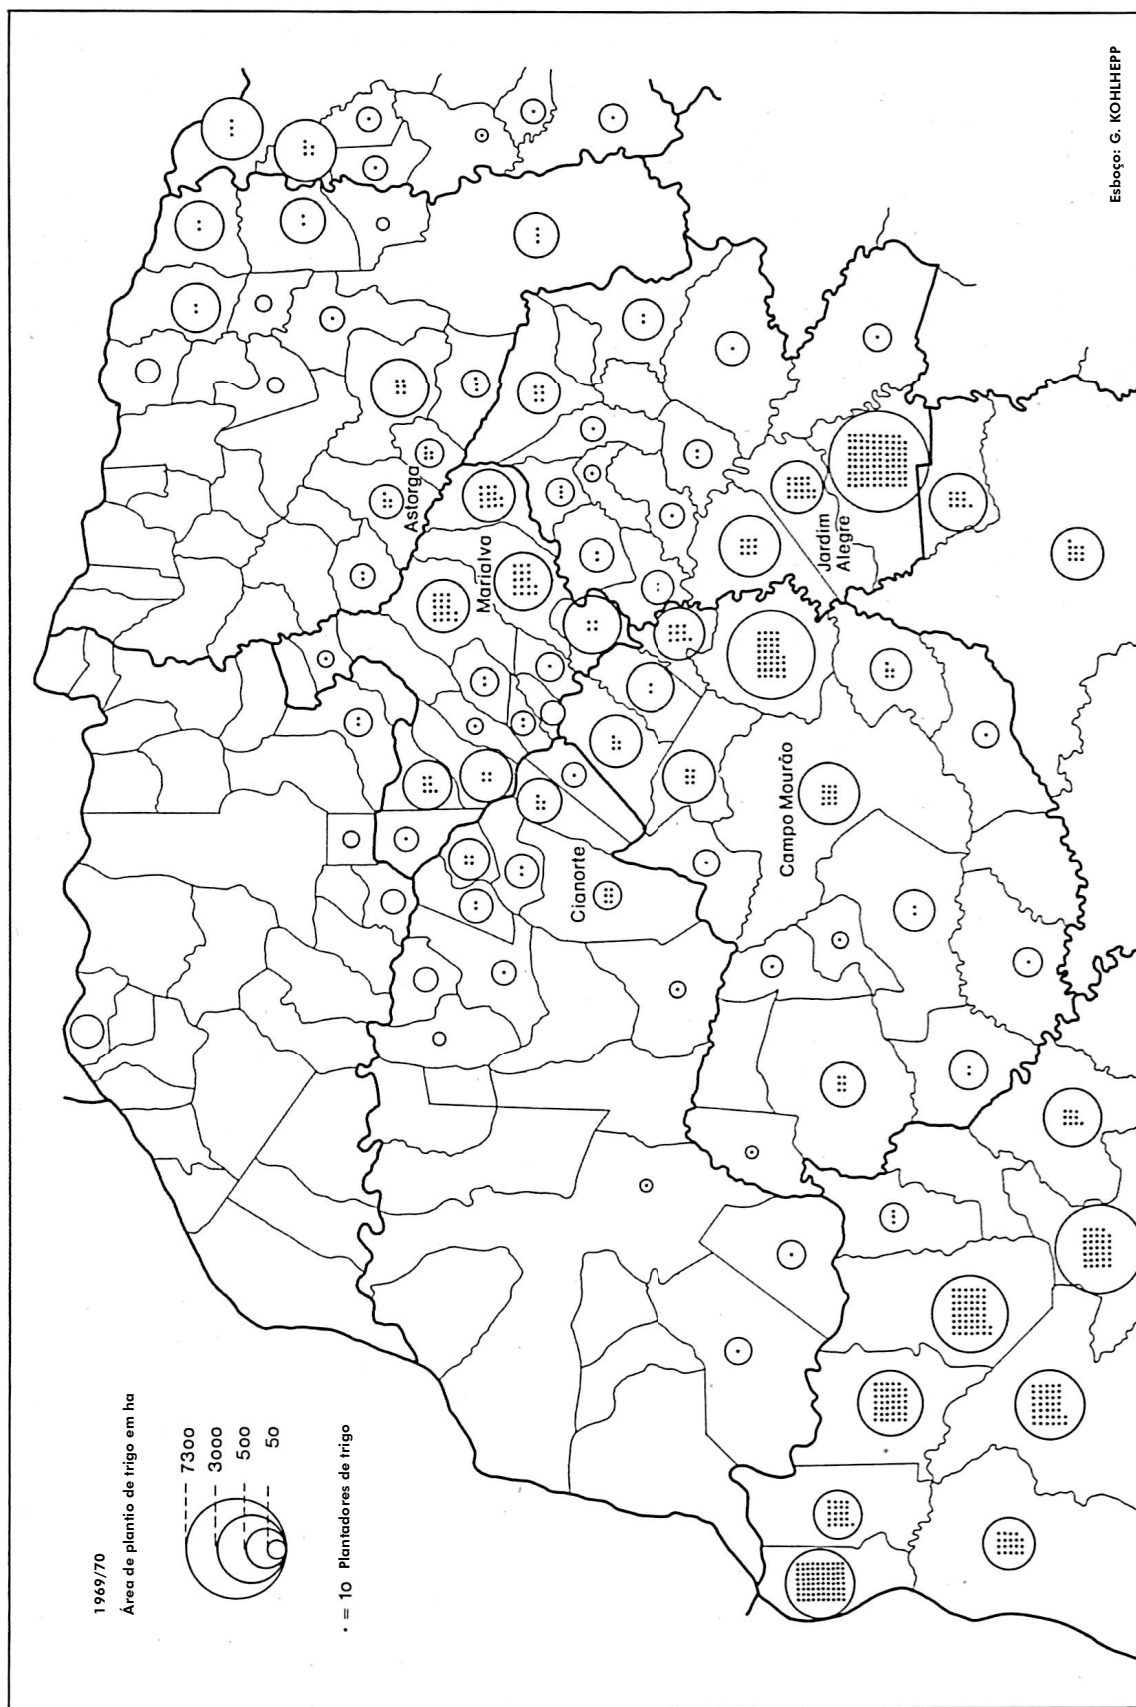 1969/70
Área de plantio de trigo em ha
7300
3000
500
50
• = 10 Plantadores de trigo
Astorga
Marialva
Jardim
Alegre
Cianorte
Campo Mourão
Esboço: G. KOHLHEPP